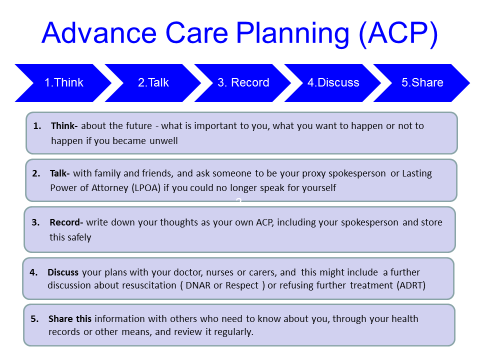 Advance Care Planning (ACP)
1.Think
2.Talk
3. Record
4.Discuss
5.Share
1. Think- about the future - what is important to you, what you want to happen or not to
happen if you became unwell
2. Talk- with family and friends, and ask someone to be your proxy spokesperson or Lasting
Power of Attorney (LPOA) if you could no longer speak for yourself
3. Record- write down your thoughts as your own ACP, including your spokesperson and store
this safely
4. Discuss your plans with your doctor, nurses or carers, and this might include a further
discussion about resuscitation ( DNAR or Respect ) or refusing further treatment (ADRT)
5. Share this information with others who need to know about you, through your health
records or other means, and review it regularly.